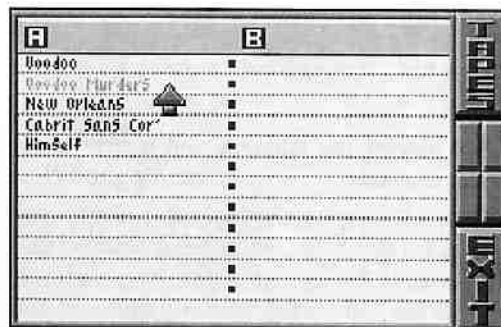 A B
Voodoo
Voodoo Murders
New Orleans
Cabrit Sans Cor'
Himself
TAPES
EXIT